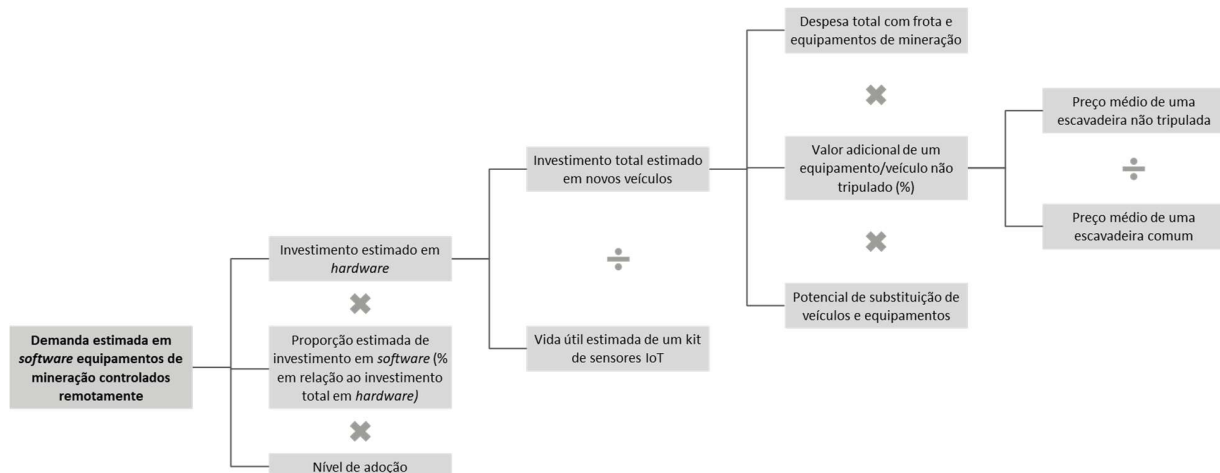 Despesa total com frota e
equipamentos de mineração
Preço médio de uma
escavadeira não tripulada
Investimento total estimado
em novos veículos
Valor adicional de um
equipamento/veículo não
tripulado (%)
Preço médio de uma
escavadeira comum
Investimento estimado em
hardware
Potencial de substituição de
veículos e equipamentos
Demanda estimada em
software equipamentos de
mineração controlados
remotamente
Proporção estimada de
investimento em software (%
em relação ao investimento
total em hardware)
Vida útil estimada de um kit
de sensores IoT
Nível de adoção